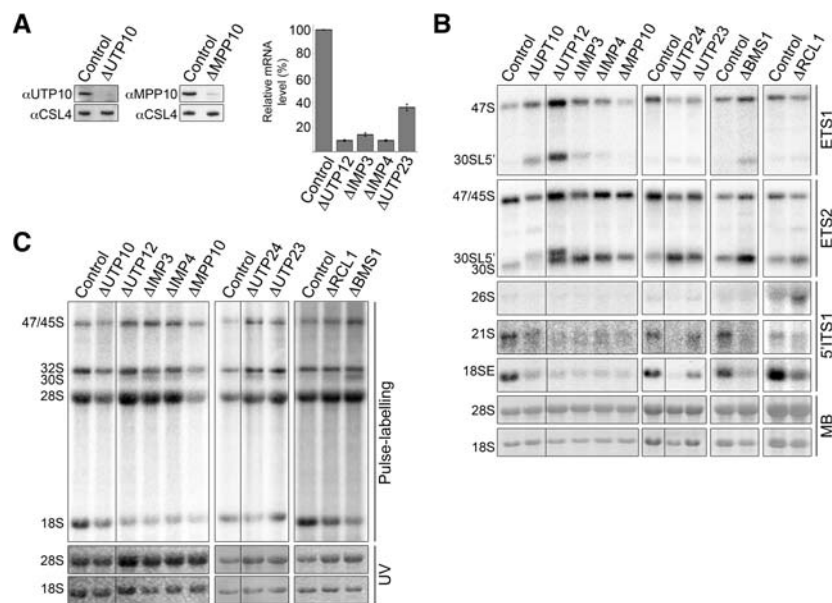 A
Control
ΔUTP10
Control
ΔMPP10
αUTP10
αMPP10
αCSL4
αCSL4
Relative mRNA
level (%)
100
80
60
40
20
Control
ΔUTP12
ΔIMP3
ΔIMP4
ΔUTP23
B
Control
ΔUPT10
ΔUTP12
ΔIMP3
ΔIMP4
ΔMPP10
Control
ΔUTP24
ΔUTP23
Control
ΔBMS1
Control
ΔRCL1
47S
30SL5'
ETS1
47/45S
30SL5'
30S
ETS2
26S
21S
18SE
5'ITS1
28S
18S
MB
C
Control
ΔUTP10
ΔUTP12
ΔIMP3
ΔIMP4
ΔMPP10
Control
ΔUTP24
ΔUTP23
Control
ΔRCL1
ΔBMS1
47/45S
32S
30S
28S
18S
Pulse-labelling
28S
18S
UV